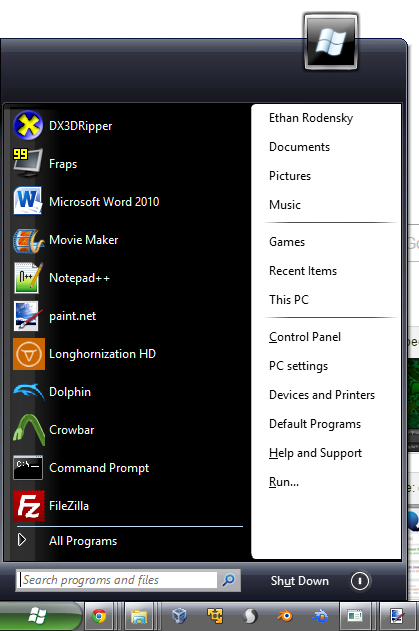 DX3DRipper
99
Fraps
Microsoft Word 2010
Movie Maker
Notepad++
paint.net
Longhornization HD
Dolphin
Crowbar
C:\
Command Prompt
FZ
FileZilla
All Programs
Search programs and files
Ethan Rodensky
Documents
Pictures
Music
Games
Recent Items
This PC
Control Panel
PC settings
Devices and Printers
Default Programs
Help and Support
Run...
Shut Down